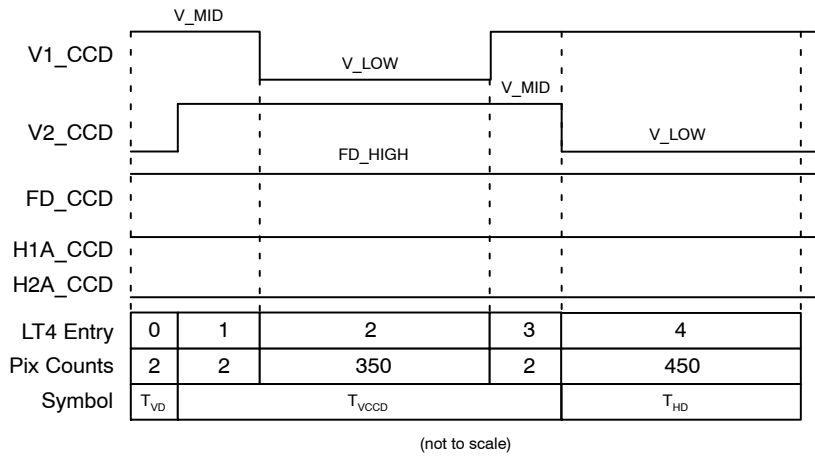 V_MID
V1_CCD
V_LOW
V_MID
V2_CCD
V_LOW
FD_HIGH
FD_CCD
H1A_CCD
H2A_CCD
LT4 Entry 0 1 2 3 4
Pix Counts 2 2 350 2 450
Symbol TVD TVCCD THD
(not to scale)